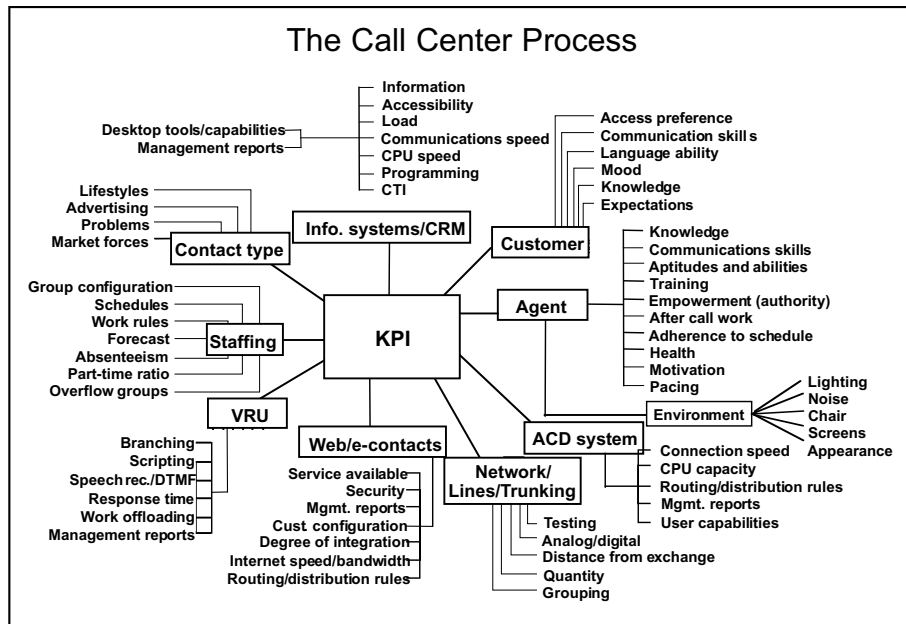 The Call Center Process
Information
Accessibility
Load
Communications speed
CPU speed
Programming
CTI
Desktop tools/capabilities
Management reports
Info. systems/CRM
Access preference
Communication skills
Language ability
Mood
Knowledge
Expectations
Customer
Lifestyles
Advertising
Problems
Market forces
Contact type
Knowledge
Communications skills
Aptitudes and abilities
Training
Empowerment (authority)
After call work
Adherence to schedule
Health
Motivation
Pacing
Agent
Group configuration
Schedules
Work rules
Forecast
Absenteeism
Part-time ratio
Overflow groups
Staffing
KPI
Environment
Lighting
Noise
Chair
Screens
Appearance
VRU
Branching
Scripting
Speech rec./DTMF
Response time
Work offloading
Management reports
Web/e-contacts
Service available
Security
Mgmt. reports
Cust. configuration
Degree of integration
Internet speed/bandwidth
Routing/distribution rules
Network/
Lines/Trunking
Testing
Analog/digital
Distance from exchange
Quantity
Grouping
ACD system
Connection speed
CPU capacity
Routing/distribution rules
Mgmt. reports
User capabilities